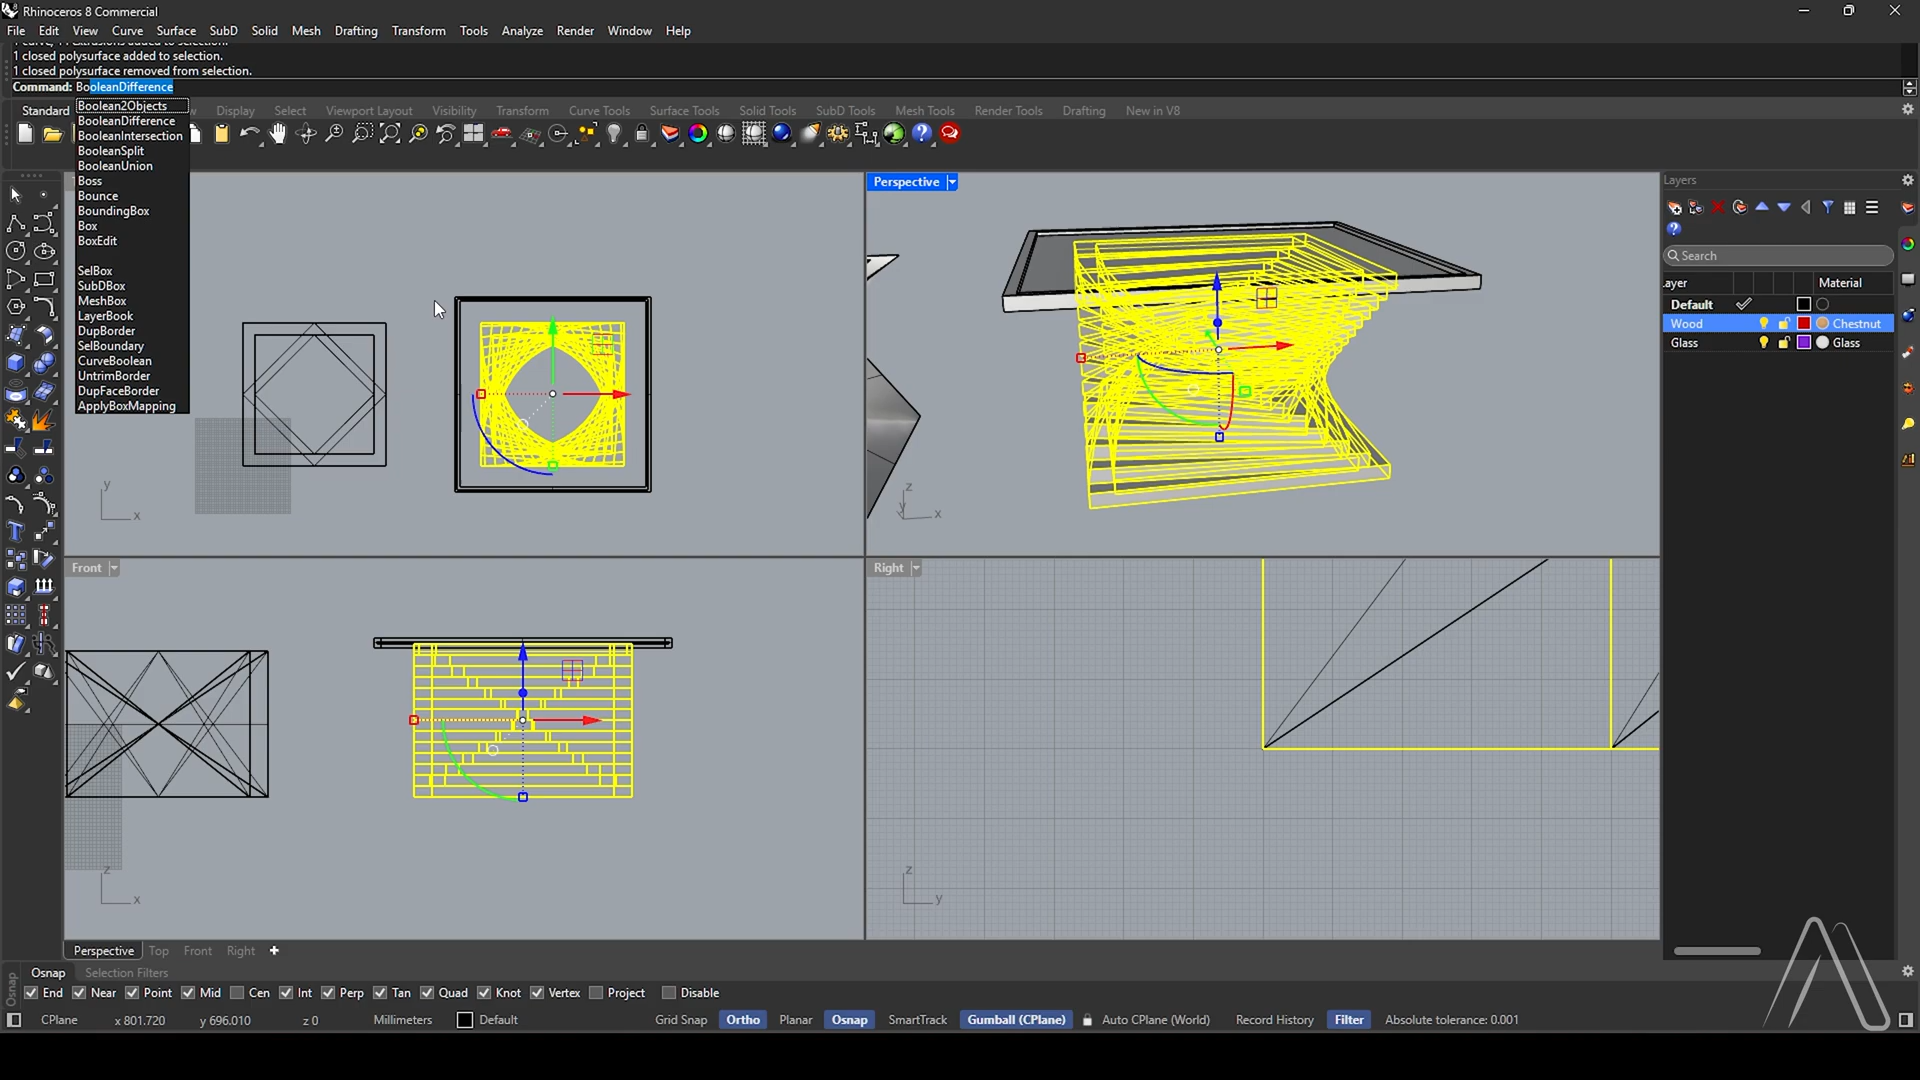 Rhinoceros 8 Commercial
File Edit View Curve Surface SubD Solid Mesh Drafting Transform Tools Analyze Render Window Help
1 closed polysurface added to selection.
1 closed polysurface removed from selection.
Command: BooleanDifference
Standard Display Select Viewport Layout Visibility Transform Curve Tools Surface Tools Solid Tools SubD Tools Mesh Tools Render Tools Drafting New in V8
Boolean2Objects
BooleanDifference
BooleanIntersection
BooleanSplit
BooleanUnion
Boss
Bounce
BoundingBox
Box
BoxEdit
SelBox
SubDBox
MeshBox
LayerBook
DupBorder
SelBoundary
CurveBoolean
UntrimBorder
DupFaceBorder
ApplyBoxMapping
y
x
Perspective
z
y
x
Front
z
x
Right
z
y
Layers
Search
ayer Material
Default
Wood Chestnut
Glass Glass
Perspective Top Front Right
Osnap Selection Filters
Osnap
End Near Point Mid Cen Int Perp Tan Quad Knot Vertex Project Disable
CPlane x 801.720 y 696.010 z 0 Millimeters Default Grid Snap Ortho Planar Osnap SmartTrack Gumball (CPlane) Auto CPlane (World) Record History Filter Absolute tolerance: 0.001